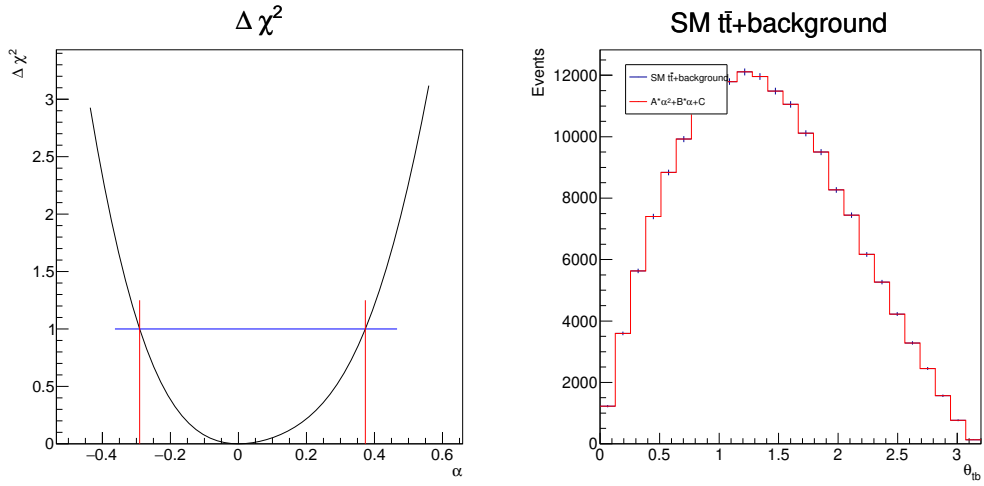 Δ χ²
Δ χ²
3
2.5
2
1.5
1
0.5
0
−0.4 −0.2 0 0.2 0.4 0.6
α
SM tt̄+background
Events
12000
10000
8000
6000
4000
2000
0
SM tt̄+background
A*α²+B*α+C
0 0.5 1 1.5 2 2.5 3
θtb